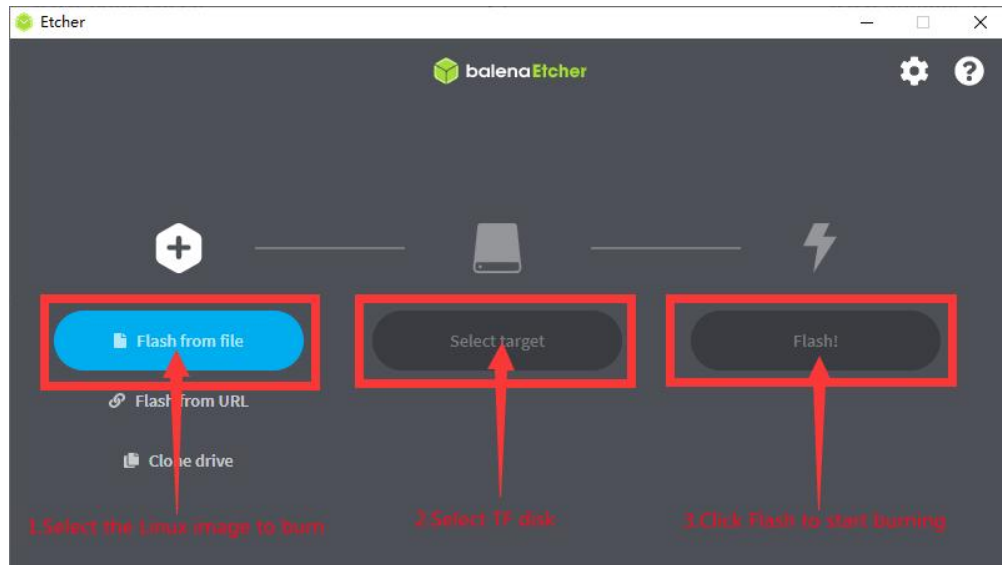 Etcher
balenaEtcher
Flash from file
Select target
Flash!
Flash from URL
Clone drive
1.Select the Linux image to burn
2.Select TF disk
3.Click Flash to start burning